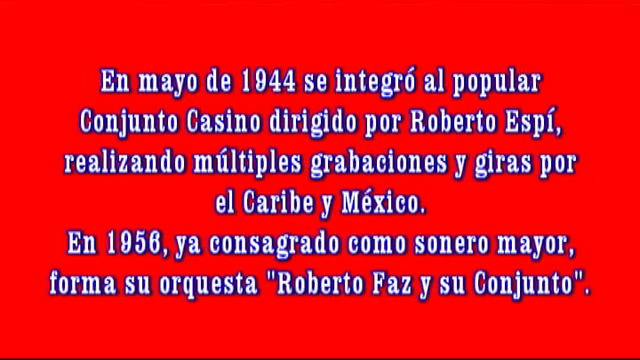 En mayo de 1944 se integró al popular
Conjunto Casino dirigido por Roberto Espí,
realizando múltiples grabaciones y giras por
el Caribe y México.
En 1956, ya consagrado como sonero mayor,
forma su orquesta "Roberto Faz y su Conjunto".